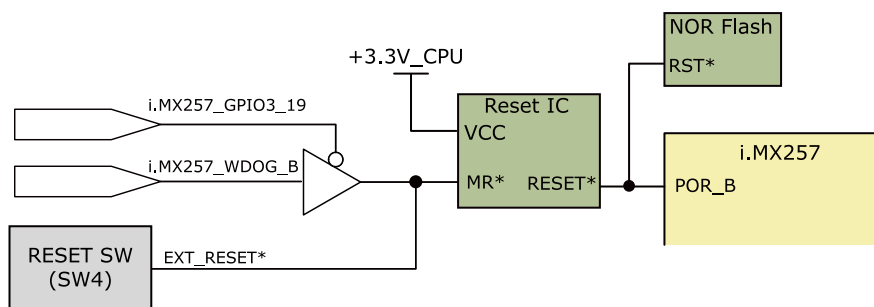 NOR Flash
RST*
+3.3V_CPU
i.MX257_GPIO3_19
Reset IC
VCC
i.MX257
i.MX257_WDOG_B
MR*
RESET*
POR_B
RESET SW
(SW4)
EXT_RESET*